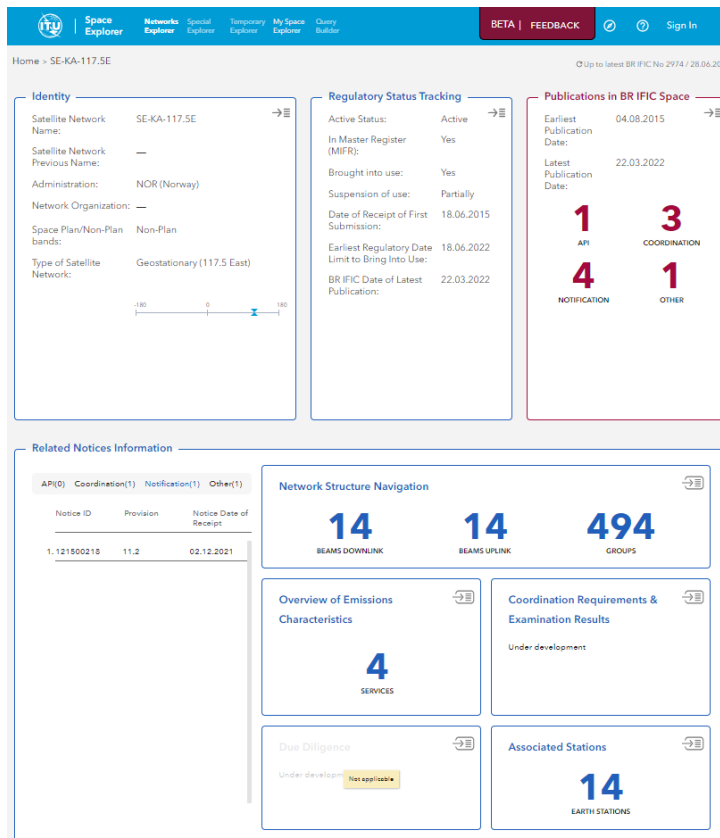 ITU
Space Explorer
Networks Explorer
Special Explorer
Temporary Explorer
My Space Explorer
Query Builder
BETA | FEEDBACK
Sign In
Home > SE-KA-117.5E
Up to latest BR IFIC No 2974 / 28.06.20
Identity
Satellite Network Name: SE-KA-117.5E
Satellite Network Previous Name: —
Administration: NOR (Norway)
Network Organization: —
Space Plan/Non-Plan bands: Non-Plan
Type of Satellite Network: Geostationary (117.5 East)
-180 0 180
Regulatory Status Tracking
Active Status: Active
In Master Register (MIFR): Yes
Brought into use: Yes
Suspension of use: Partially
Date of Receipt of First Submission: 18.06.2015
Earliest Regulatory Date Limit to Bring Into Use: 18.06.2022
BR IFIC Date of Latest Publication: 22.03.2022
Publications in BR IFIC Space
Earliest Publication Date: 04.08.2015
Latest Publication Date: 22.03.2022
1 3
API COORDINATION
4 1
NOTIFICATION OTHER
Related Notices Information
API(0) Coordination(1) Notification(1) Other(1)
Notice ID Provision Notice Date of Receipt
1. 121500218 11.2 02.12.2021
Network Structure Navigation
14 14 494
BEAMS DOWNLINK BEAMS UPLINK GROUPS
Overview of Emissions Characteristics
4
SERVICES
Coordination Requirements & Examination Results
Under development
Due Diligence
Under developm
Not applicable
Associated Stations
14
EARTH STATIONS